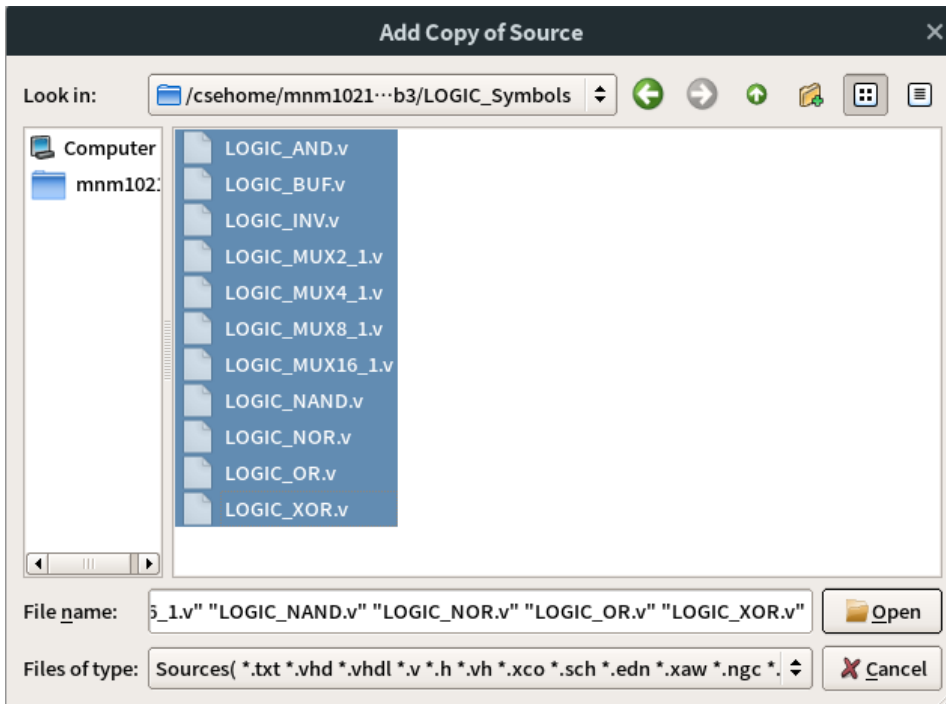 Add Copy of Source
Look in:
/csehome/mnm1021···b3/LOGIC_Symbols
Computer
mnm102
LOGIC_AND.v
LOGIC_BUF.v
LOGIC_INV.v
LOGIC_MUX2_1.v
LOGIC_MUX4_1.v
LOGIC_MUX8_1.v
LOGIC_MUX16_1.v
LOGIC_NAND.v
LOGIC_NOR.v
LOGIC_OR.v
LOGIC_XOR.v
File name:
_1.v" "LOGIC_NAND.v" "LOGIC_NOR.v" "LOGIC_OR.v" "LOGIC_XOR.v"
Open
Files of type:
Sources( *.txt *.vhd *.vhdl *.v *.h *.vh *.xco *.sch *.edn *.xaw *.ngc *.
Cancel